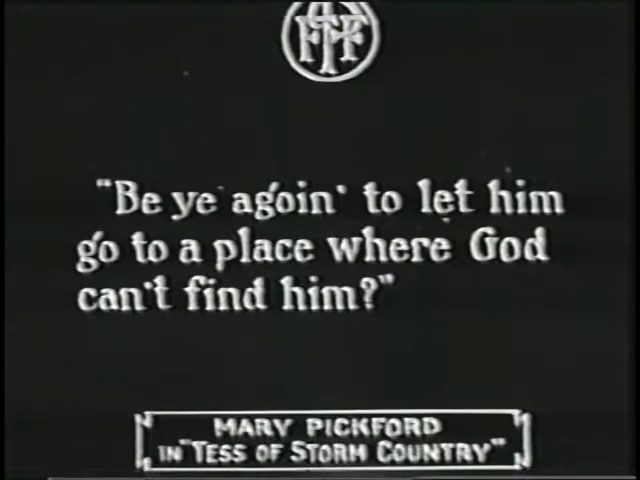 "Be ye agoin' to let him
go to a place where God
can't find him?"
MARY PICKFORD
IN "TESS OF STORM COUNTRY"